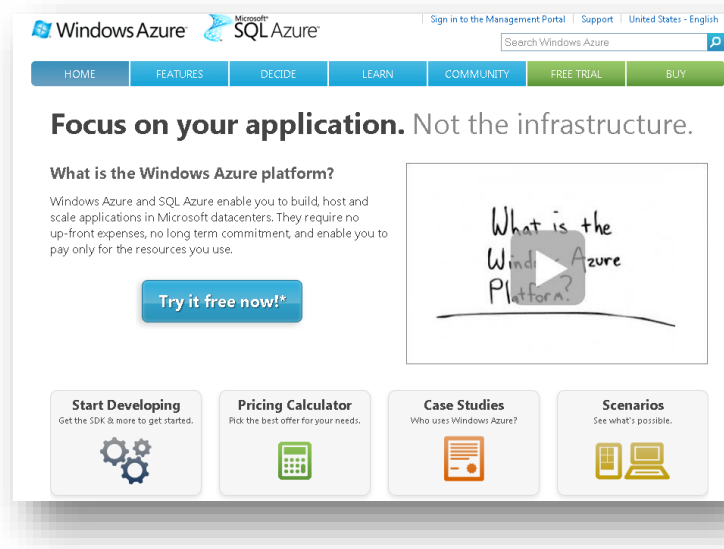 Windows Azure™ Microsoft® SQL Azure™
Sign in to the Management Portal | Support | United States - English
Search Windows Azure
HOME FEATURES DECIDE LEARN COMMUNITY FREE TRIAL BUY
Focus on your application. Not the infrastructure.
What is the Windows Azure platform?
Windows Azure and SQL Azure enable you to build, host and
scale applications in Microsoft datacenters. They require no
up-front expenses, no long term commitment, and enable you to
pay only for the resources you use.
Try it free now!*
What is the
Windows Azure
Platform?
Start Developing
Get the SDK & more to get started.
Pricing Calculator
Pick the best offer for your needs.
Case Studies
Who uses Windows Azure?
Scenarios
See what's possible.